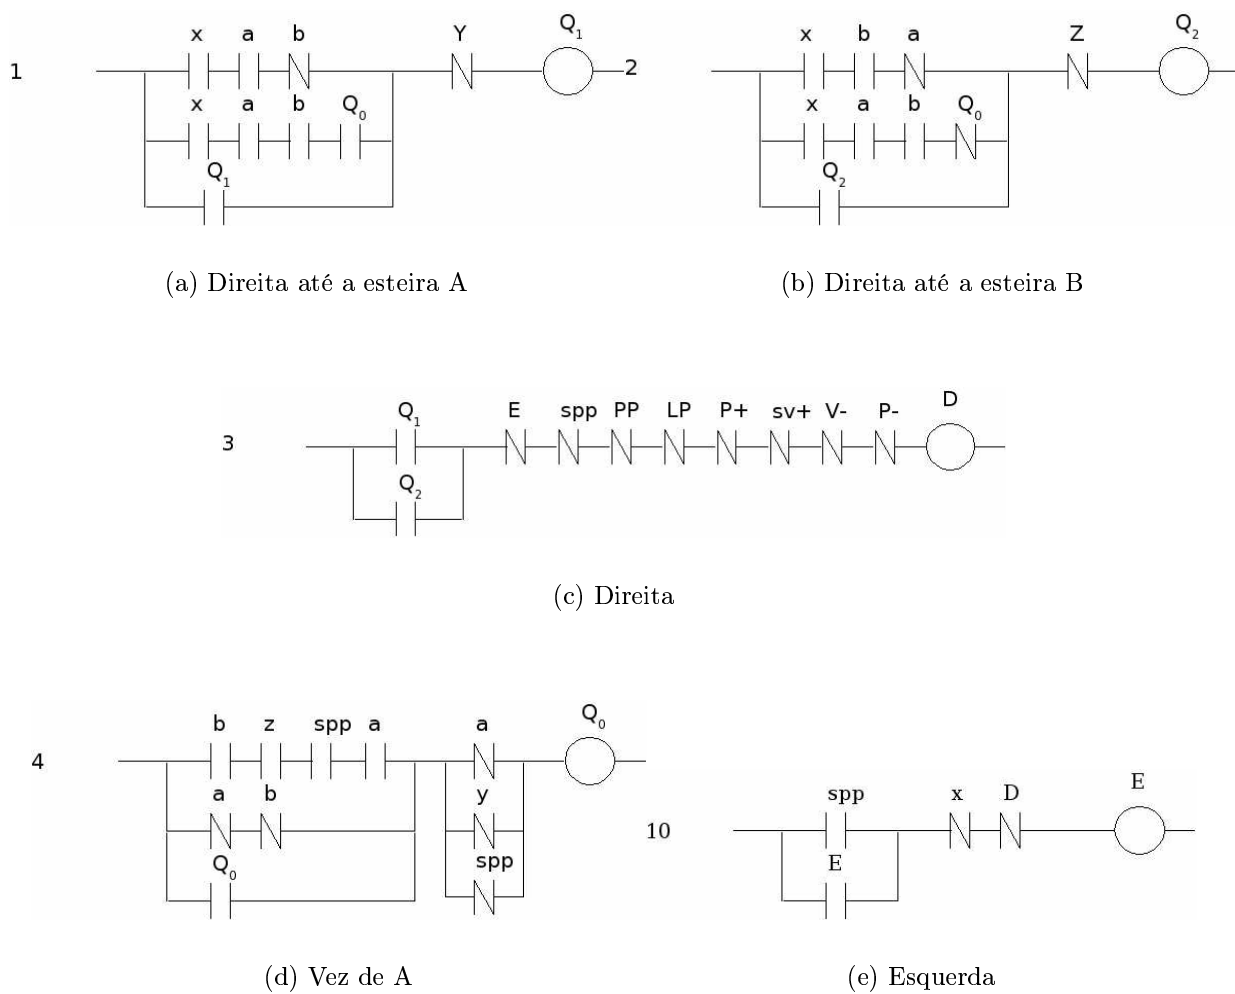 Q1
x a b Y
1
x a b Q0
Q1
(a) Direita até a esteira A
Q2
x b a Z
2
x a b Q0
Q2
(b) Direita até a esteira B
D
Q1 E spp PP LP P+ sv+ V- P-
3
Q2
(c) Direita
Q0
b z spp a a
4
a b y
Q0 spp
(d) Vez de A
E
spp x D
10
E
(e) Esquerda